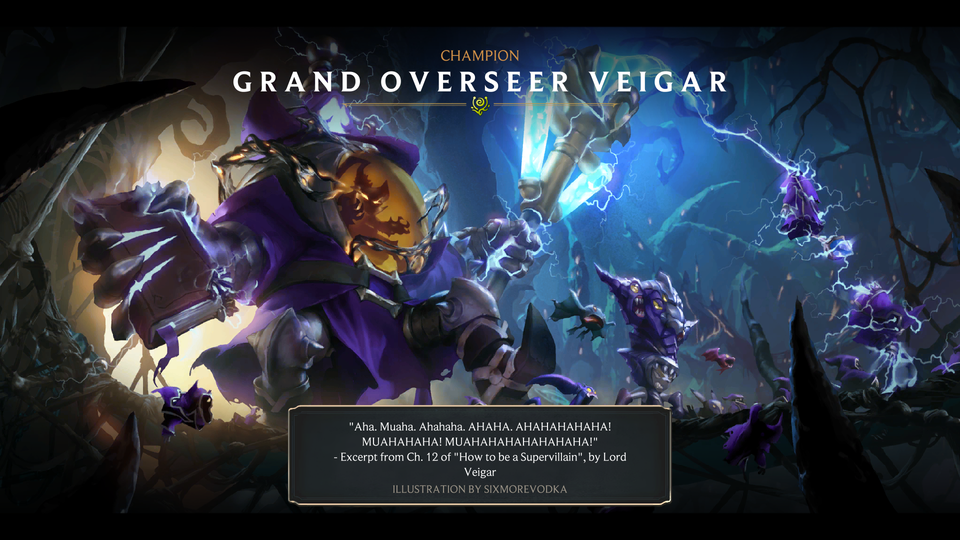 CHAMPION
GRAND OVERSEER VEIGAR
"Aha. Muaha. Ahahaha. AHAHA. AHAHAHAHAHA!
MUAHAHAHA! MUAHAHAHAHAHAHAHA!"
- Excerpt from Ch. 12 of "How to be a Supervillain", by Lord
Veigar
ILLUSTRATION BY SIXMOREVODKA